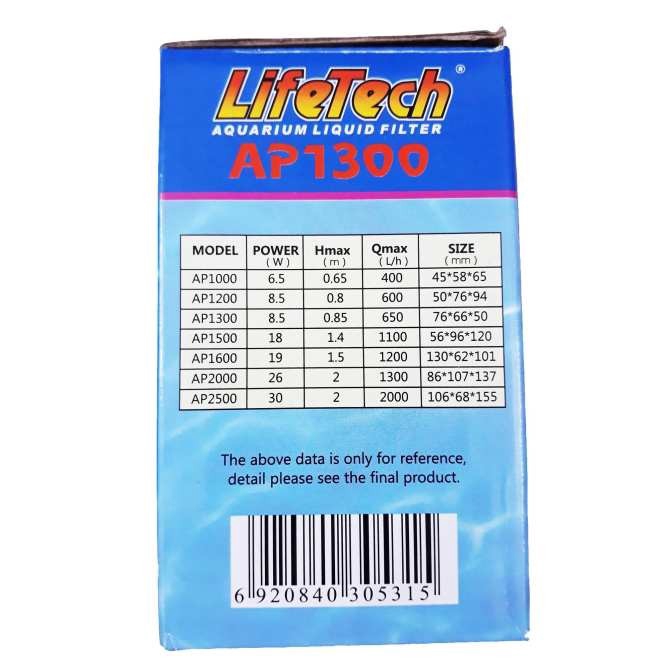 LifeTech®
AQUARIUM LIQUID FILTER
AP1300
MODEL POWER (W) Hmax (m) Qmax (L/h) SIZE (mm)
AP1000 6.5 0.65 400 45*58*65
AP1200 8.5 0.8 600 50*76*94
AP1300 8.5 0.85 650 76*66*50
AP1500 18 1.4 1100 56*96*120
AP1600 19 1.5 1200 130*62*101
AP2000 26 2 1300 86*107*137
AP2500 30 2 2000 106*68*155
The above data is only for reference,
detail please see the final product.
6 920840 305315